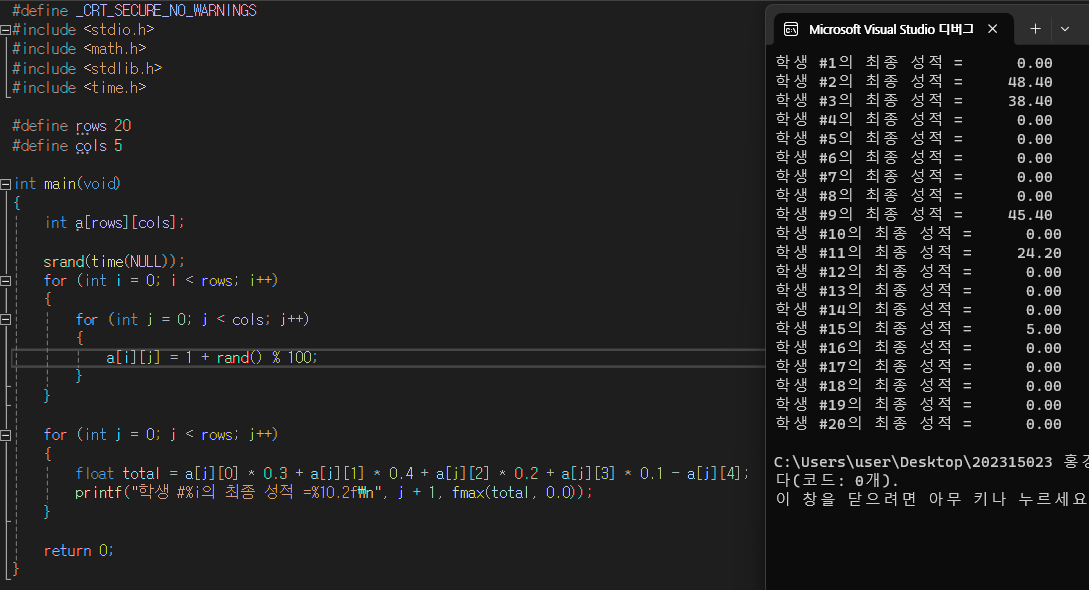 #define _CRT_SECURE_NO_WARNINGS
#include <stdio.h>
#include <math.h>
#include <stdlib.h>
#include <time.h>
#define rows 20
#define cols 5
int main(void)
{
int a[rows][cols];
srand(time(NULL));
for (int i = 0; i < rows; i++)
{
for (int j = 0; j < cols; j++)
{
a[i][j] = 1 + rand() % 100;
}
}
for (int j = 0; j < rows; j++)
{
float total = a[j][0] * 0.3 + a[j][1] * 0.4 + a[j][2] * 0.2 + a[j][3] * 0.1 - a[j][4];
printf("학생 #%i의 최종 성적 =%10.2f₩n", j + 1, fmax(total, 0.0));
}
return 0;
}
Microsoft Visual Studio 디버그
학생 #1의 최종 성적 = 0.00
학생 #2의 최종 성적 = 48.40
학생 #3의 최종 성적 = 38.40
학생 #4의 최종 성적 = 0.00
학생 #5의 최종 성적 = 0.00
학생 #6의 최종 성적 = 0.00
학생 #7의 최종 성적 = 0.00
학생 #8의 최종 성적 = 0.00
학생 #9의 최종 성적 = 45.40
학생 #10의 최종 성적 = 0.00
학생 #11의 최종 성적 = 24.20
학생 #12의 최종 성적 = 0.00
학생 #13의 최종 성적 = 0.00
학생 #14의 최종 성적 = 0.00
학생 #15의 최종 성적 = 5.00
학생 #16의 최종 성적 = 0.00
학생 #17의 최종 성적 = 0.00
학생 #18의 최종 성적 = 0.00
학생 #19의 최종 성적 = 0.00
학생 #20의 최종 성적 = 0.00
C:\Users\user\Desktop\202315023 홍
다(코드: 0개).
이 창을 닫으려면 아무 키나 누르세요